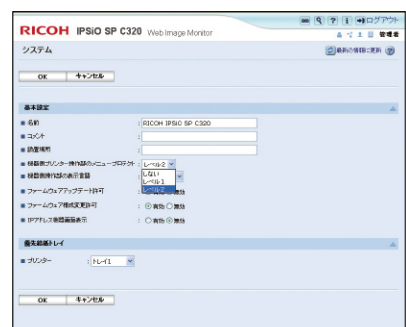 ログアウト
RICOH IPSiO SP C320 Web Image Monitor
管理者
システム
最新の情報に更新
OK キャンセル
基本設定
名前 : RICOH IPSiO SP C320
コメント :
設置場所 :
機器側プリンター操作部のメニュープロテクト : レベル2
しない
レベル1
レベル2
機器側操作部の表示言語 :
ファームウェアアップデート許可 : 有効 無効
ファームウェア構成変更許可 : 有効 無効
IPアドレス機器画面表示 : 有効 無効
優先給紙トレイ
プリンター : トレイ1
OK キャンセル